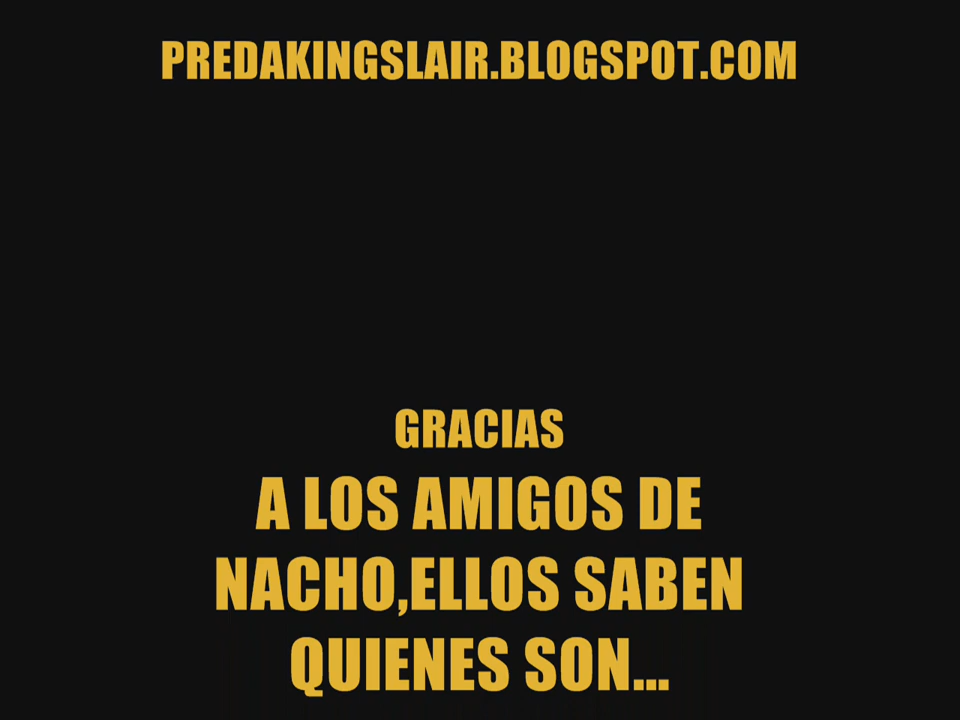 PREDAKINGSLAIR.BLOGSPOT.COM
GRACIAS
A LOS AMIGOS DE
NACHO,ELLOS SABEN
QUIENES SON...